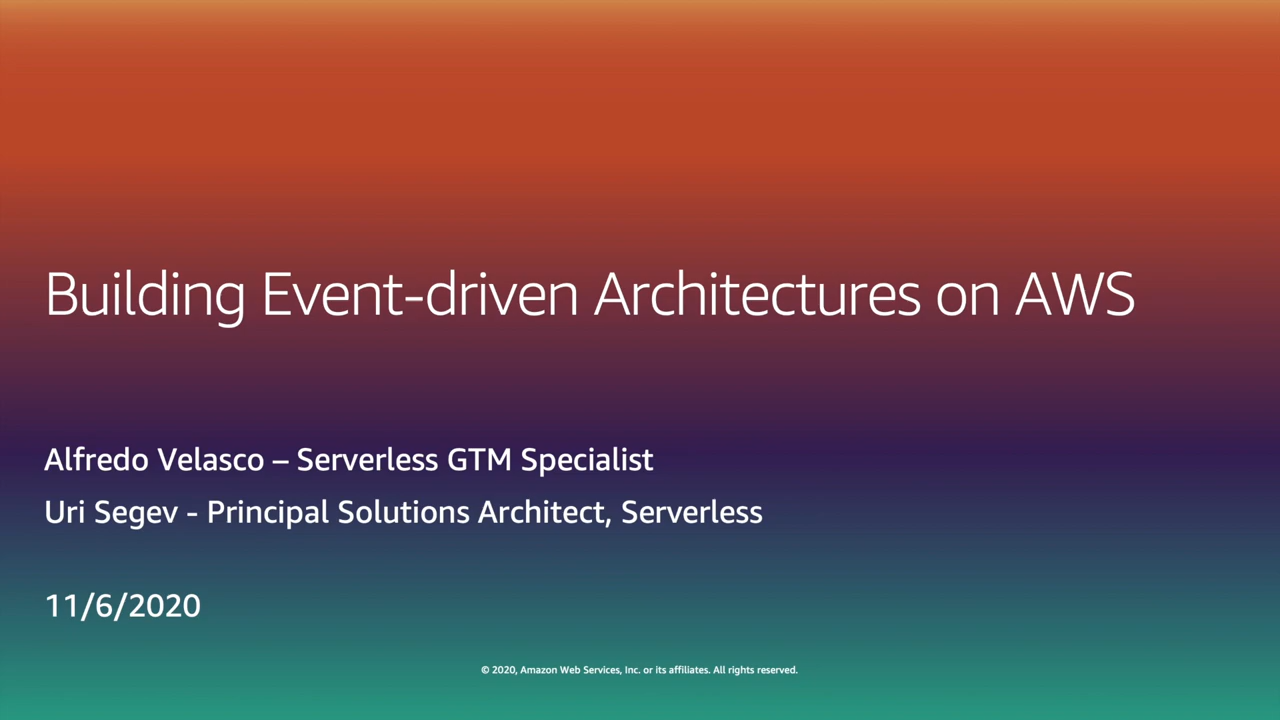 Building Event-driven Architectures on AWS
Alfredo Velasco – Serverless GTM Specialist
Uri Segev - Principal Solutions Architect, Serverless
11/6/2020
© 2020, Amazon Web Services, Inc. or its affiliates. All rights reserved.